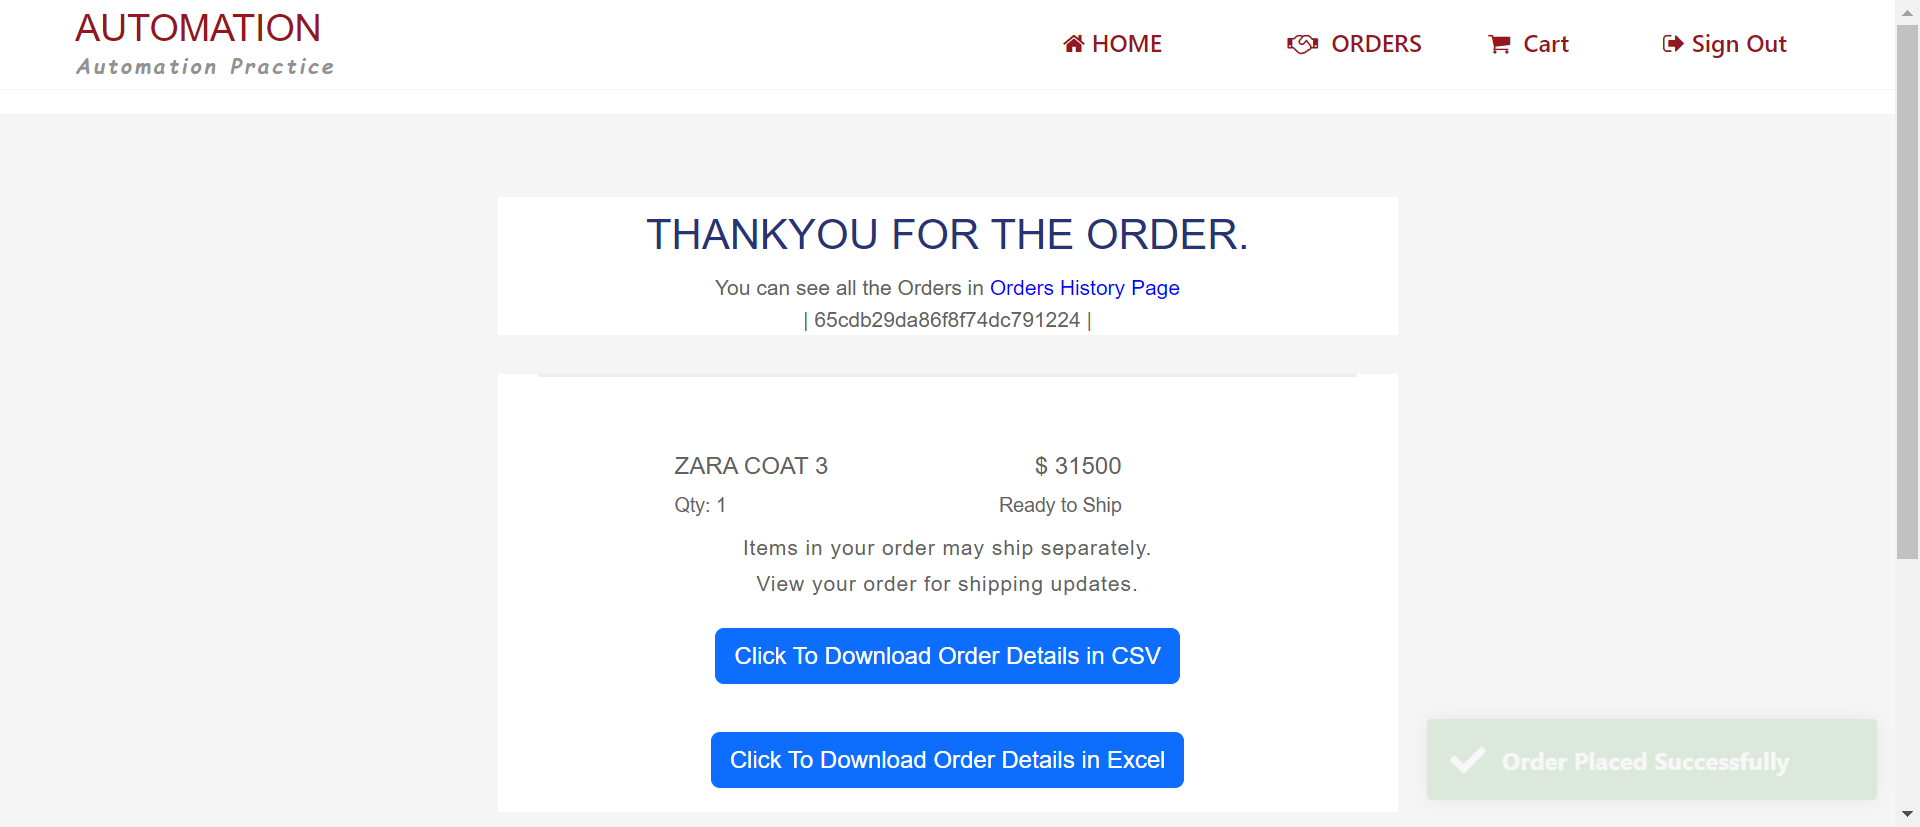 AUTOMATION
Automation Practice
HOME
ORDERS
Cart
Sign Out
THANKYOU FOR THE ORDER.
You can see all the Orders in Orders History Page
| 65cdb29da86f8f74dc791224 |
ZARA COAT 3
$ 31500
Qty: 1
Ready to Ship
Items in your order may ship separately.
View your order for shipping updates.
Click To Download Order Details in CSV
Click To Download Order Details in Excel
Order Placed Successfully